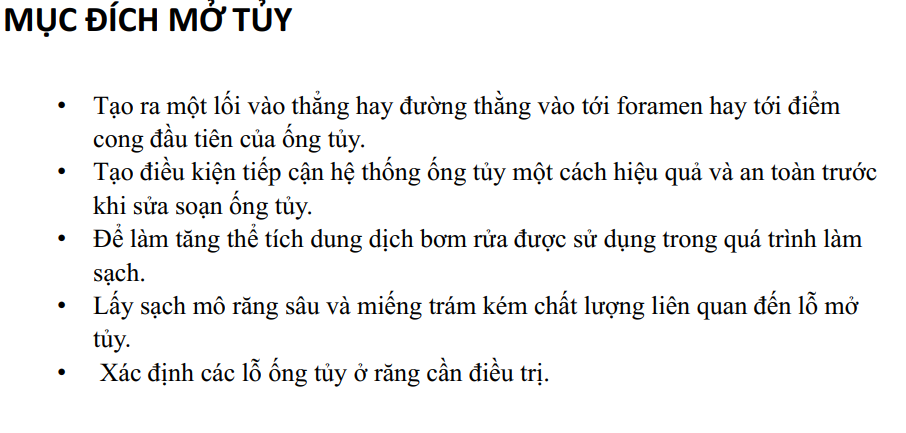 MỤC ĐÍCH MỞ TỦY
• Tạo ra một lối vào thẳng hay đường thằng vào tới foramen hay tới điểm
cong đầu tiên của ống tủy.
• Tạo điều kiện tiếp cận hệ thống ống tủy một cách hiệu quả và an toàn trước
khi sửa soạn ống tủy.
• Để làm tăng thể tích dung dịch bơm rửa được sử dụng trong quá trình làm
sạch.
• Lấy sạch mô răng sâu và miếng trám kém chất lượng liên quan đến lỗ mở
tủy.
• Xác định các lỗ ống tủy ở răng cần điều trị.